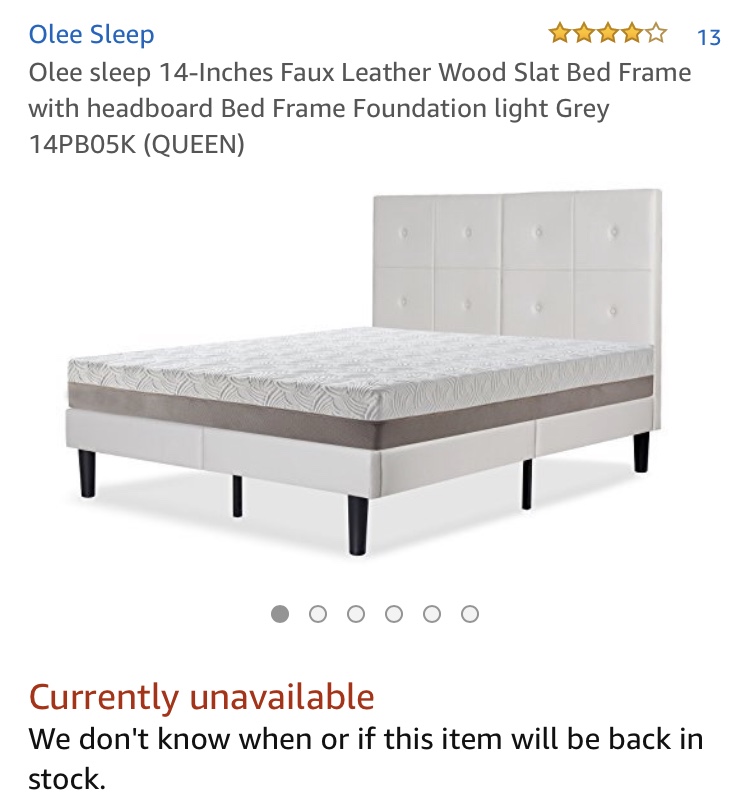 Olee Sleep 13
Olee sleep 14-Inches Faux Leather Wood Slat Bed Frame
with headboard Bed Frame Foundation light Grey
14PB05K (QUEEN)
Currently unavailable
We don't know when or if this item will be back in
stock.